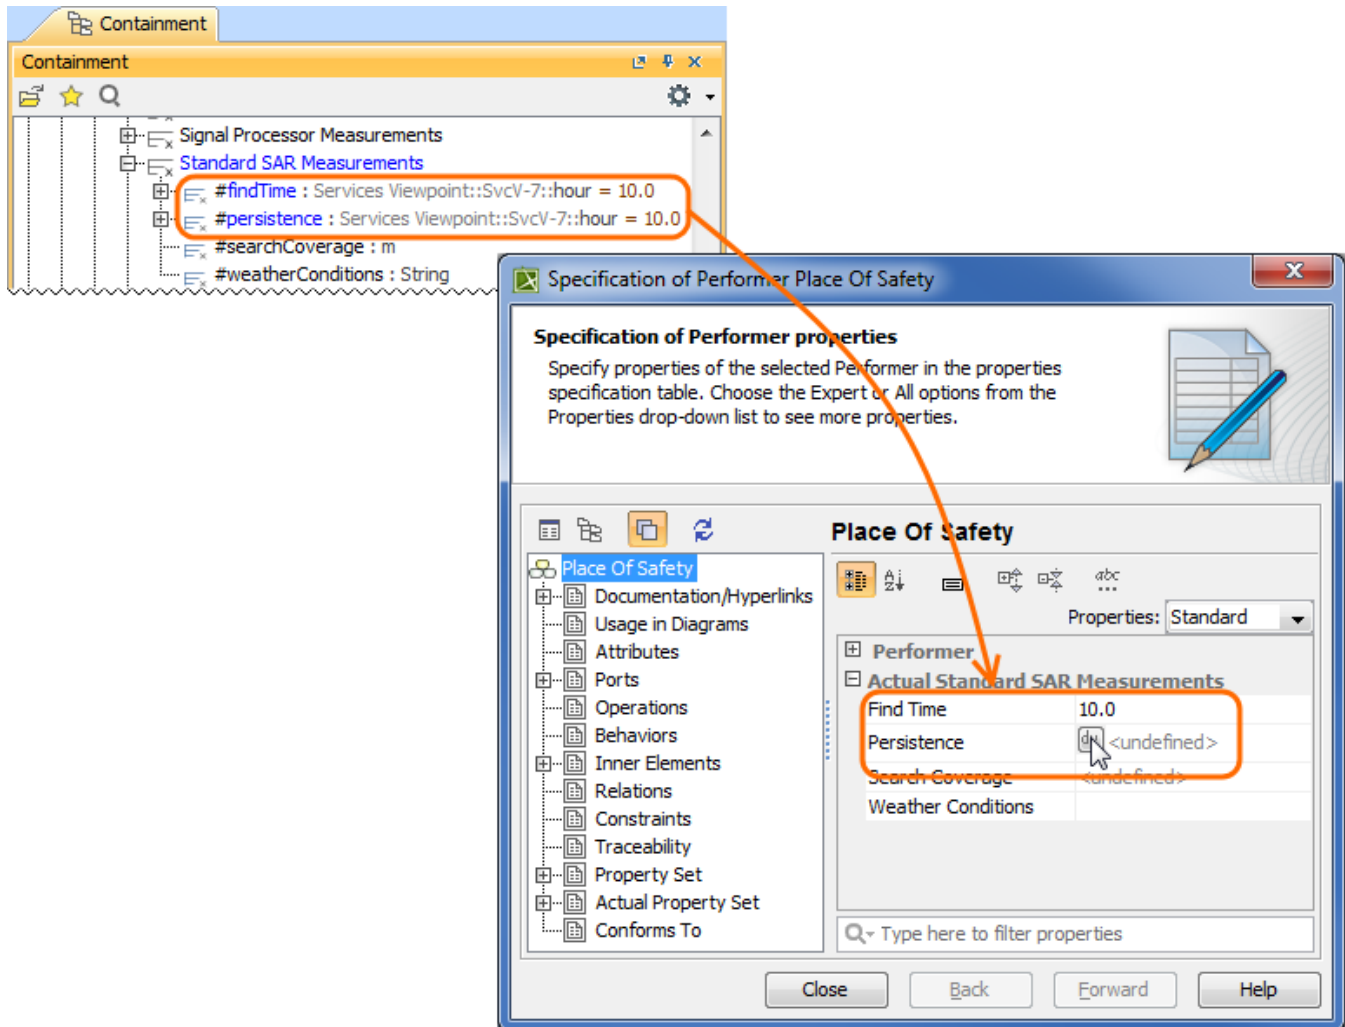 Containment
Containment
Signal Processor Measurements
Standard SAR Measurements
#findTime : Services Viewpoint::SvcV-7::hour = 10.0
#persistence : Services Viewpoint::SvcV-7::hour = 10.0
#searchCoverage : m
#weatherConditions : String
Specification of Performer Place Of Safety
Specification of Performer properties
Specify properties of the selected Performer in the properties
specification table. Choose the Expert or All options from the
Properties drop-down list to see more properties.
Place Of Safety
Place Of Safety
Documentation/Hyperlinks
Usage in Diagrams
Attributes
Ports
Operations
Behaviors
Inner Elements
Relations
Constraints
Traceability
Property Set
Actual Property Set
Conforms To
abc
Properties: Standard
Performer
Actual Standard SAR Measurements
Find Time 10.0
Persistence <undefined>
Search Coverage <undefined>
Weather Conditions
Type here to filter properties
Close Back Forward Help